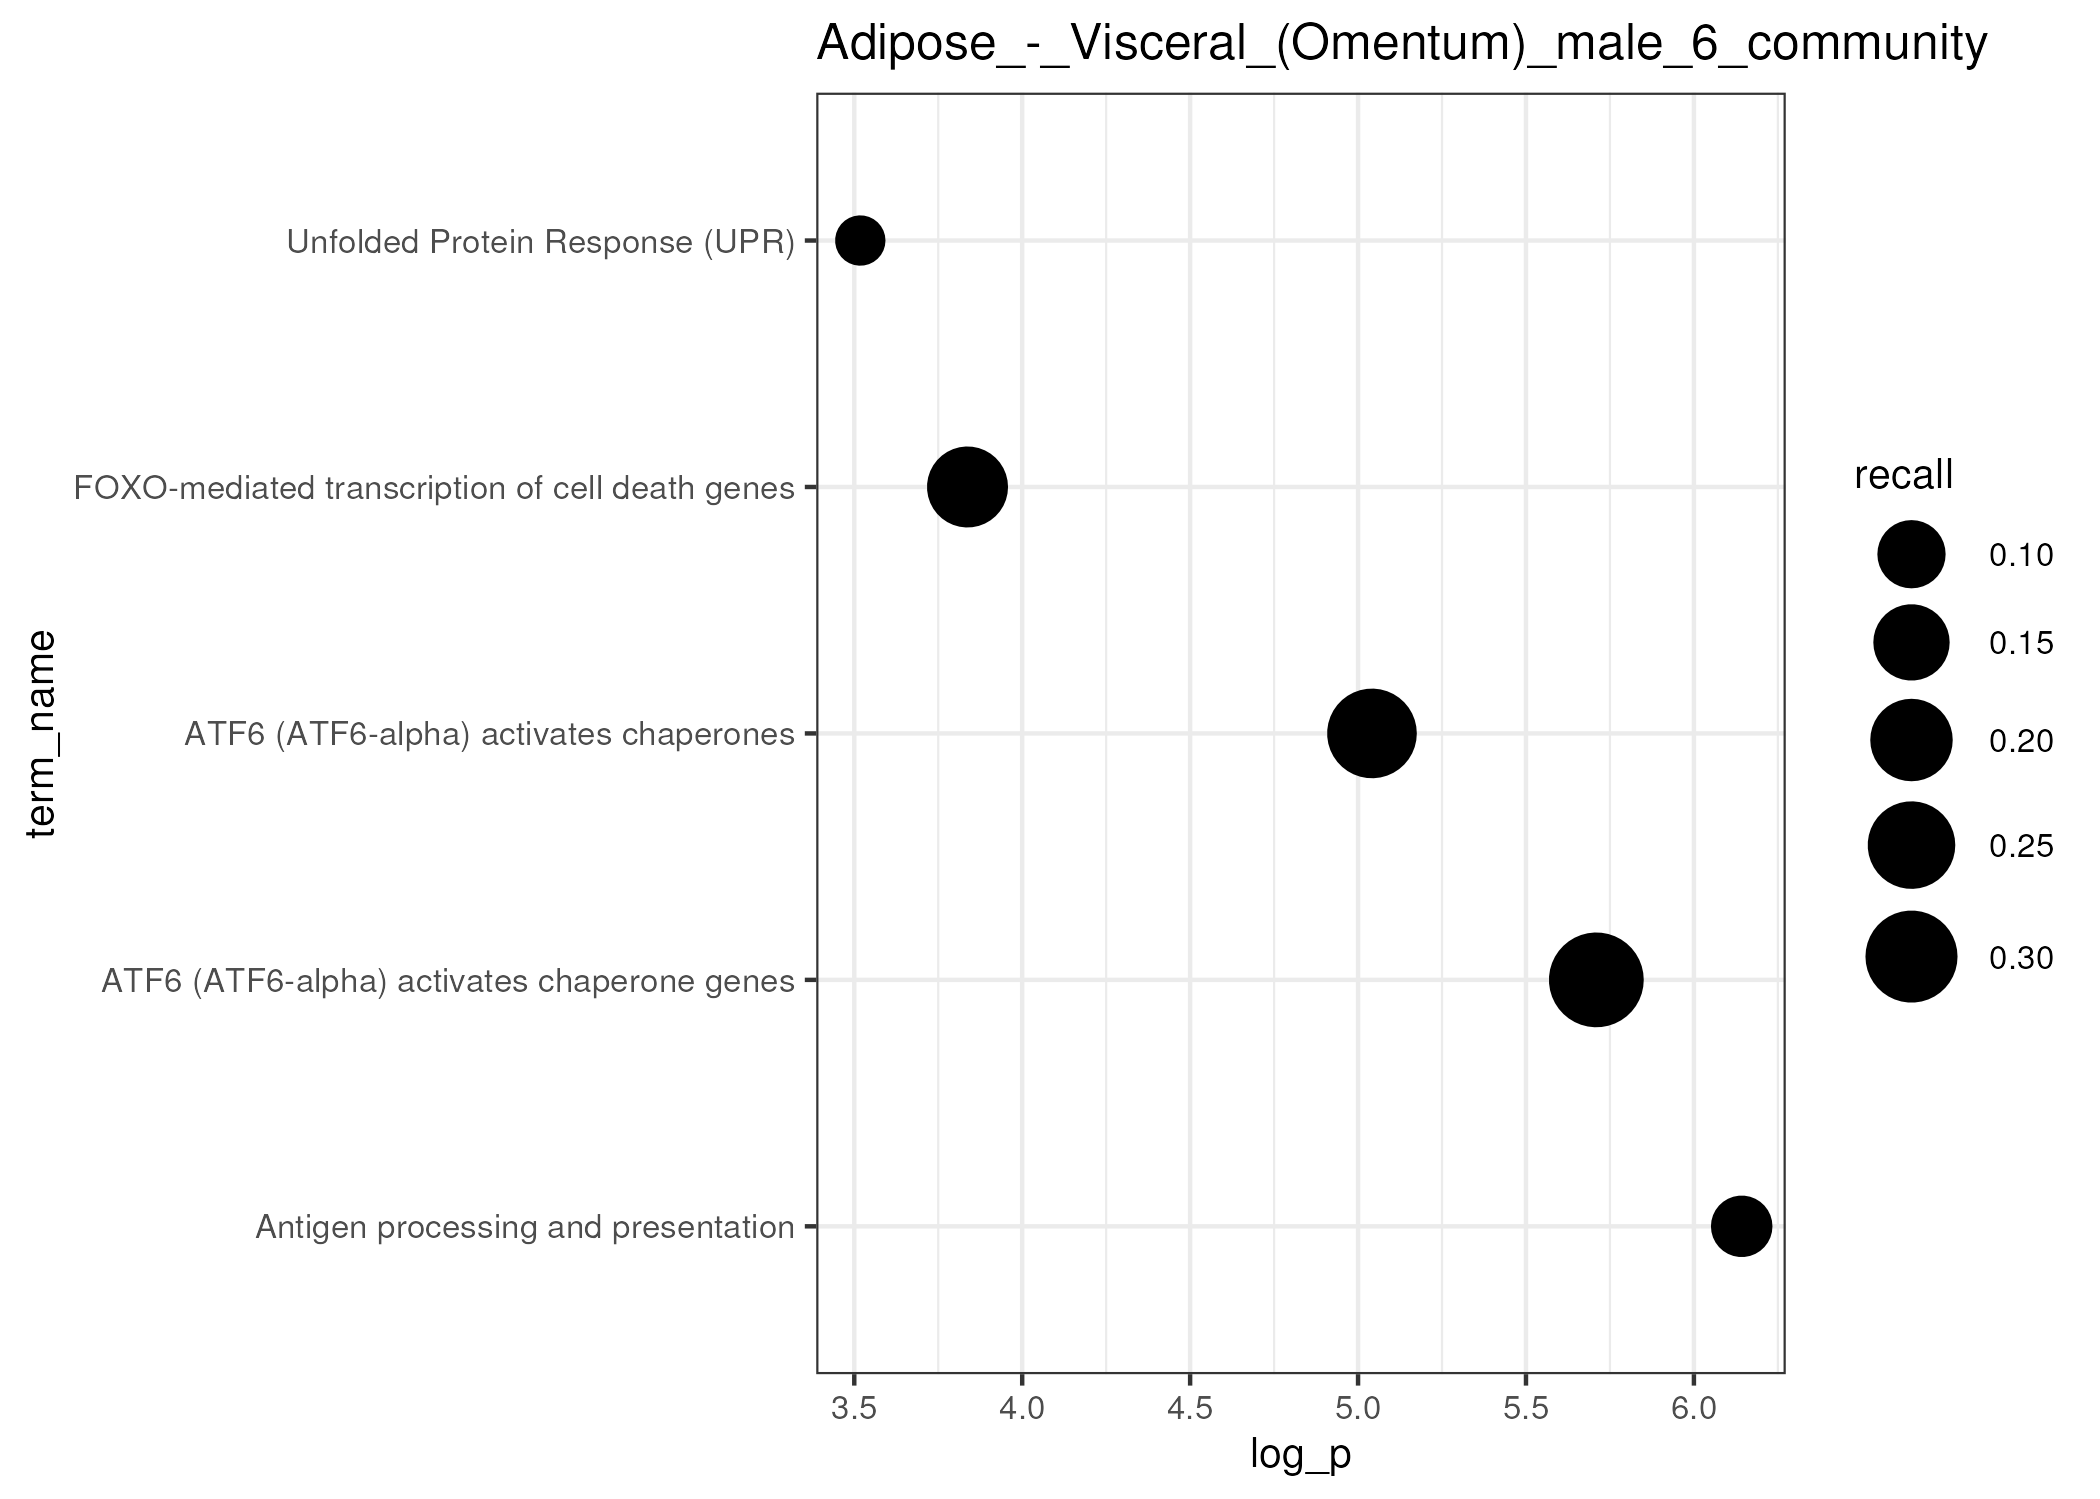 Adipose_-_Visceral_(Omentum)_male_6_community
term_name
Unfolded Protein Response (UPR)
FOXO-mediated transcription of cell death genes
ATF6 (ATF6-alpha) activates chaperones
ATF6 (ATF6-alpha) activates chaperone genes
Antigen processing and presentation
3.5 4.0 4.5 5.0 5.5 6.0
log_p
recall
0.10
0.15
0.20
0.25
0.30